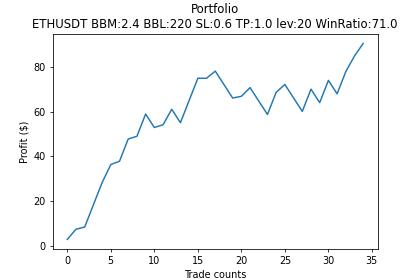 Portfolio
ETHUSDT BBM:2.4 BBL:220 SL:0.6 TP:1.0 lev:20 WinRatio:71.0
80
60
40
20
0
Profit ($)
0 5 10 15 20 25 30 35
Trade counts